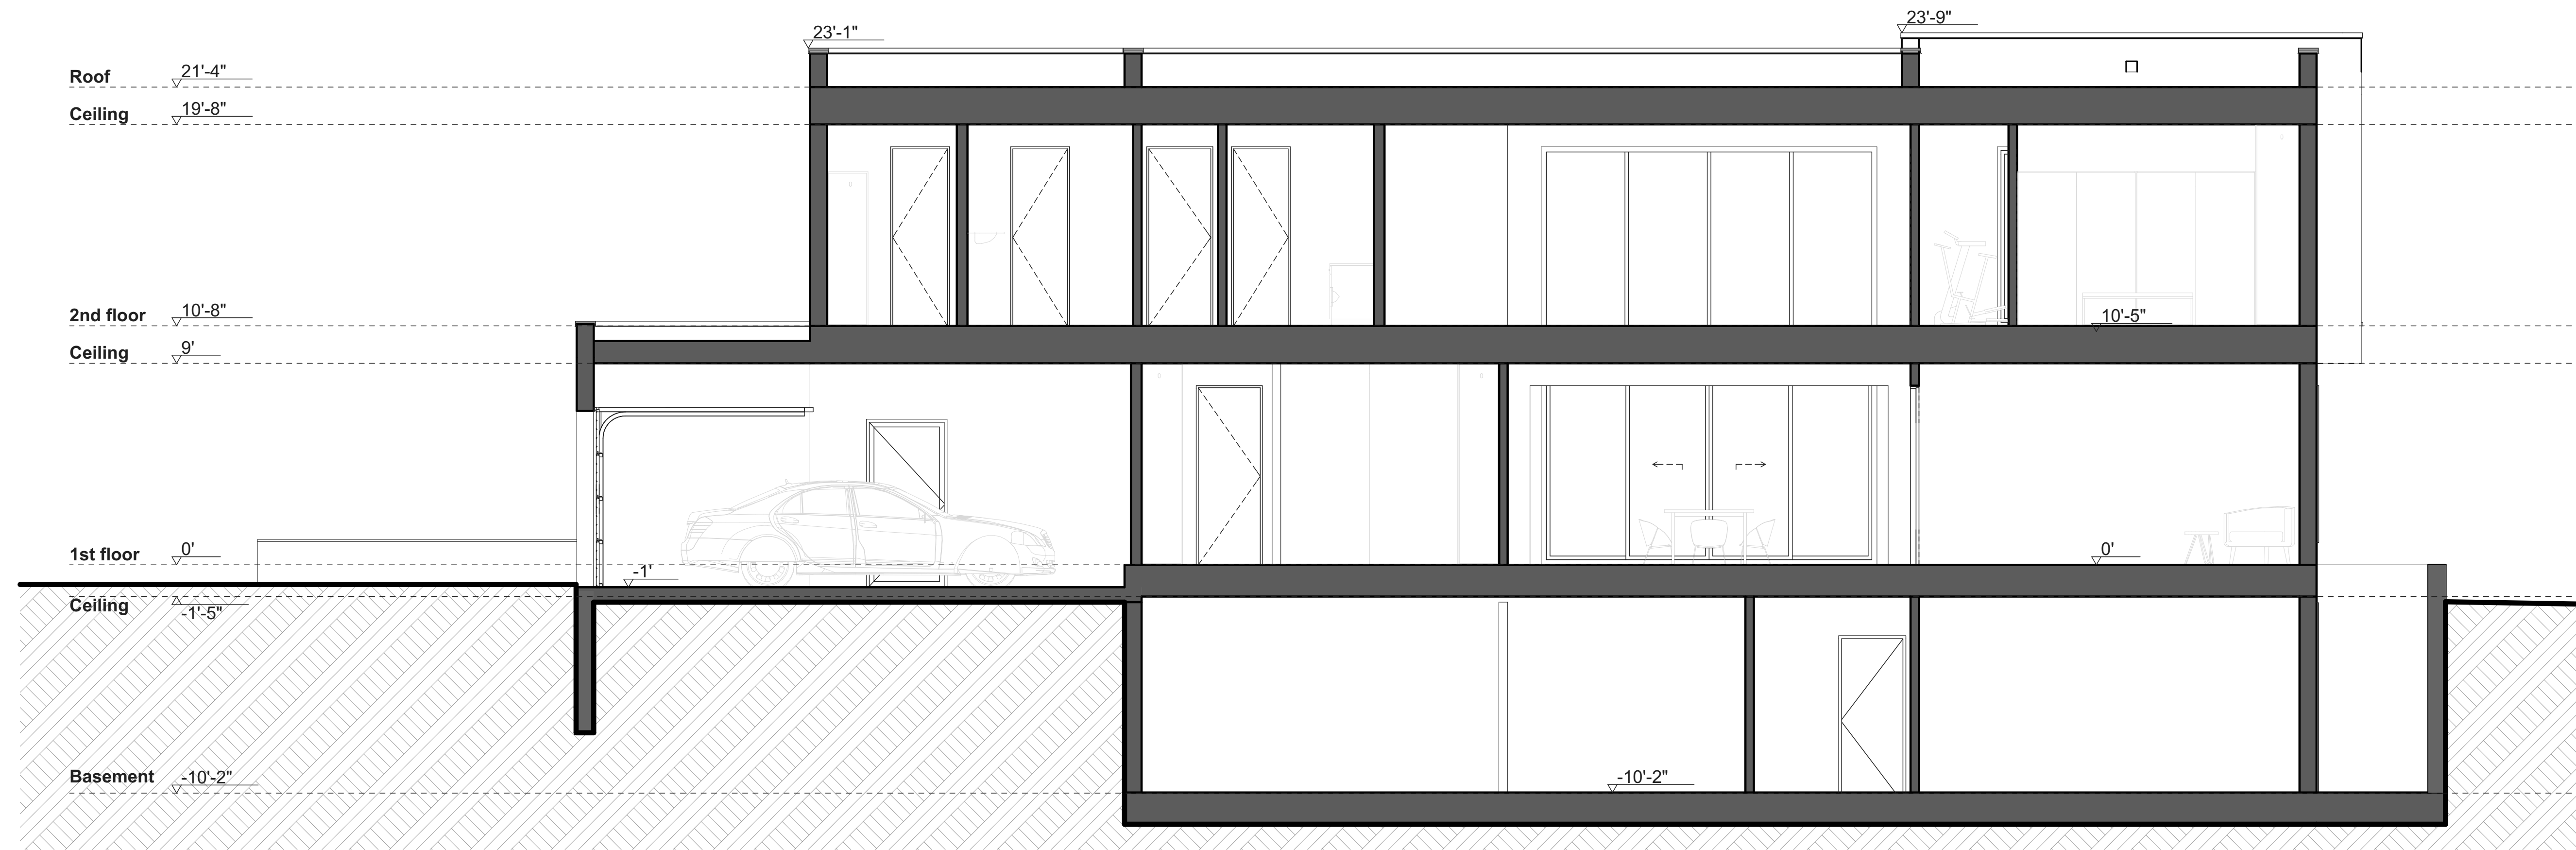 23'-9"
23'-1"
Roof 21'-4"
Ceiling 19'-8"
2nd floor 10'-8"
10'-5"
Ceiling 9'
1st floor 0'
0'
-1'
Ceiling -1'-5"
Basement -10'-2"
-10'-2"